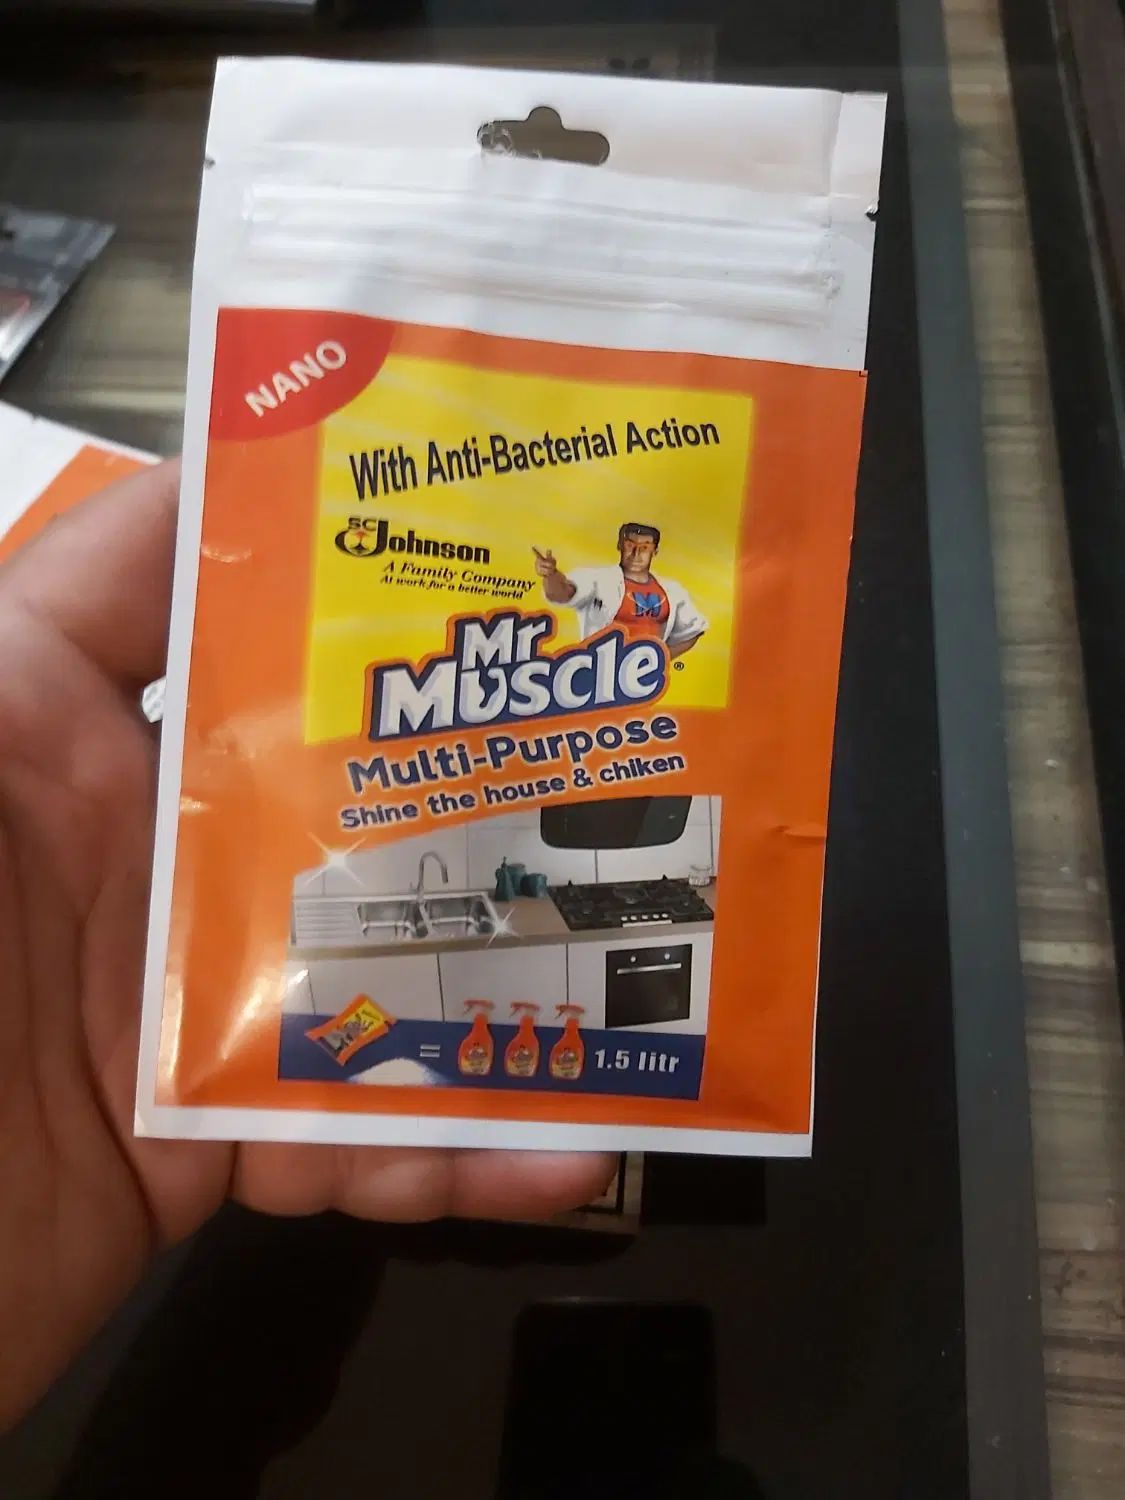 NANO
With Anti-Bacterial Action
SC Johnson
A Family Company
At work for a better world
Mr
Muscle®
Multi-Purpose
Shine the house & chiken
= 1.5 litr